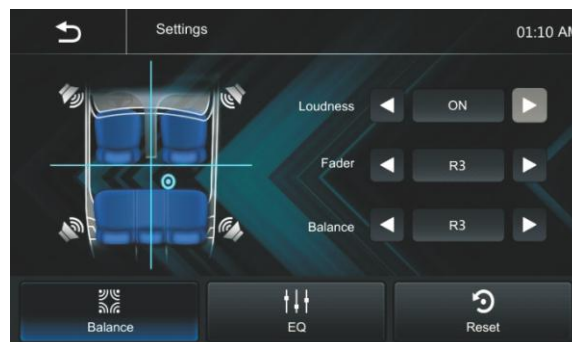 Settings
01:10 AM
Loudness
ON
Fader
R3
Balance
R3
Balance
EQ
Reset